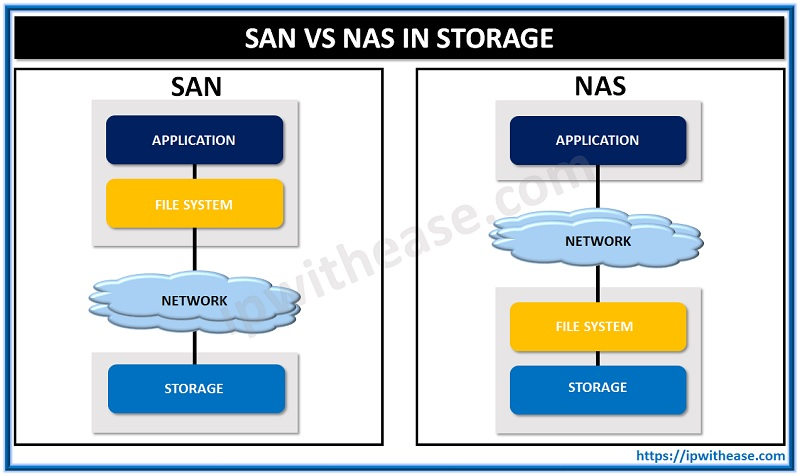 SAN VS NAS IN STORAGE
SAN
APPLICATION
FILE SYSTEM
NETWORK
STORAGE
NAS
APPLICATION
NETWORK
FILE SYSTEM
STORAGE
ipwithease.com
https://ipwithease.com